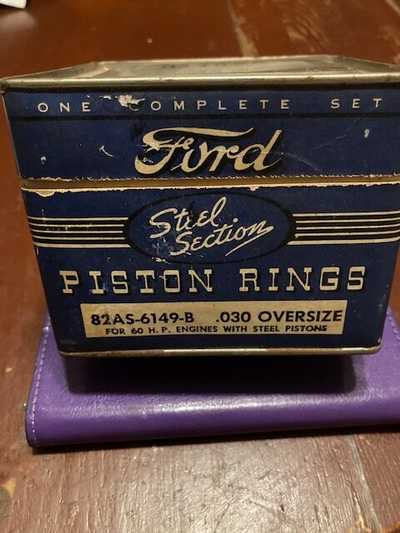 ONE COMPLETE SET
Ford
Steel
Section
PISTON RINGS
82AS-6149-B .030 OVERSIZE
FOR 60 H.P. ENGINES WITH STEEL PISTONS